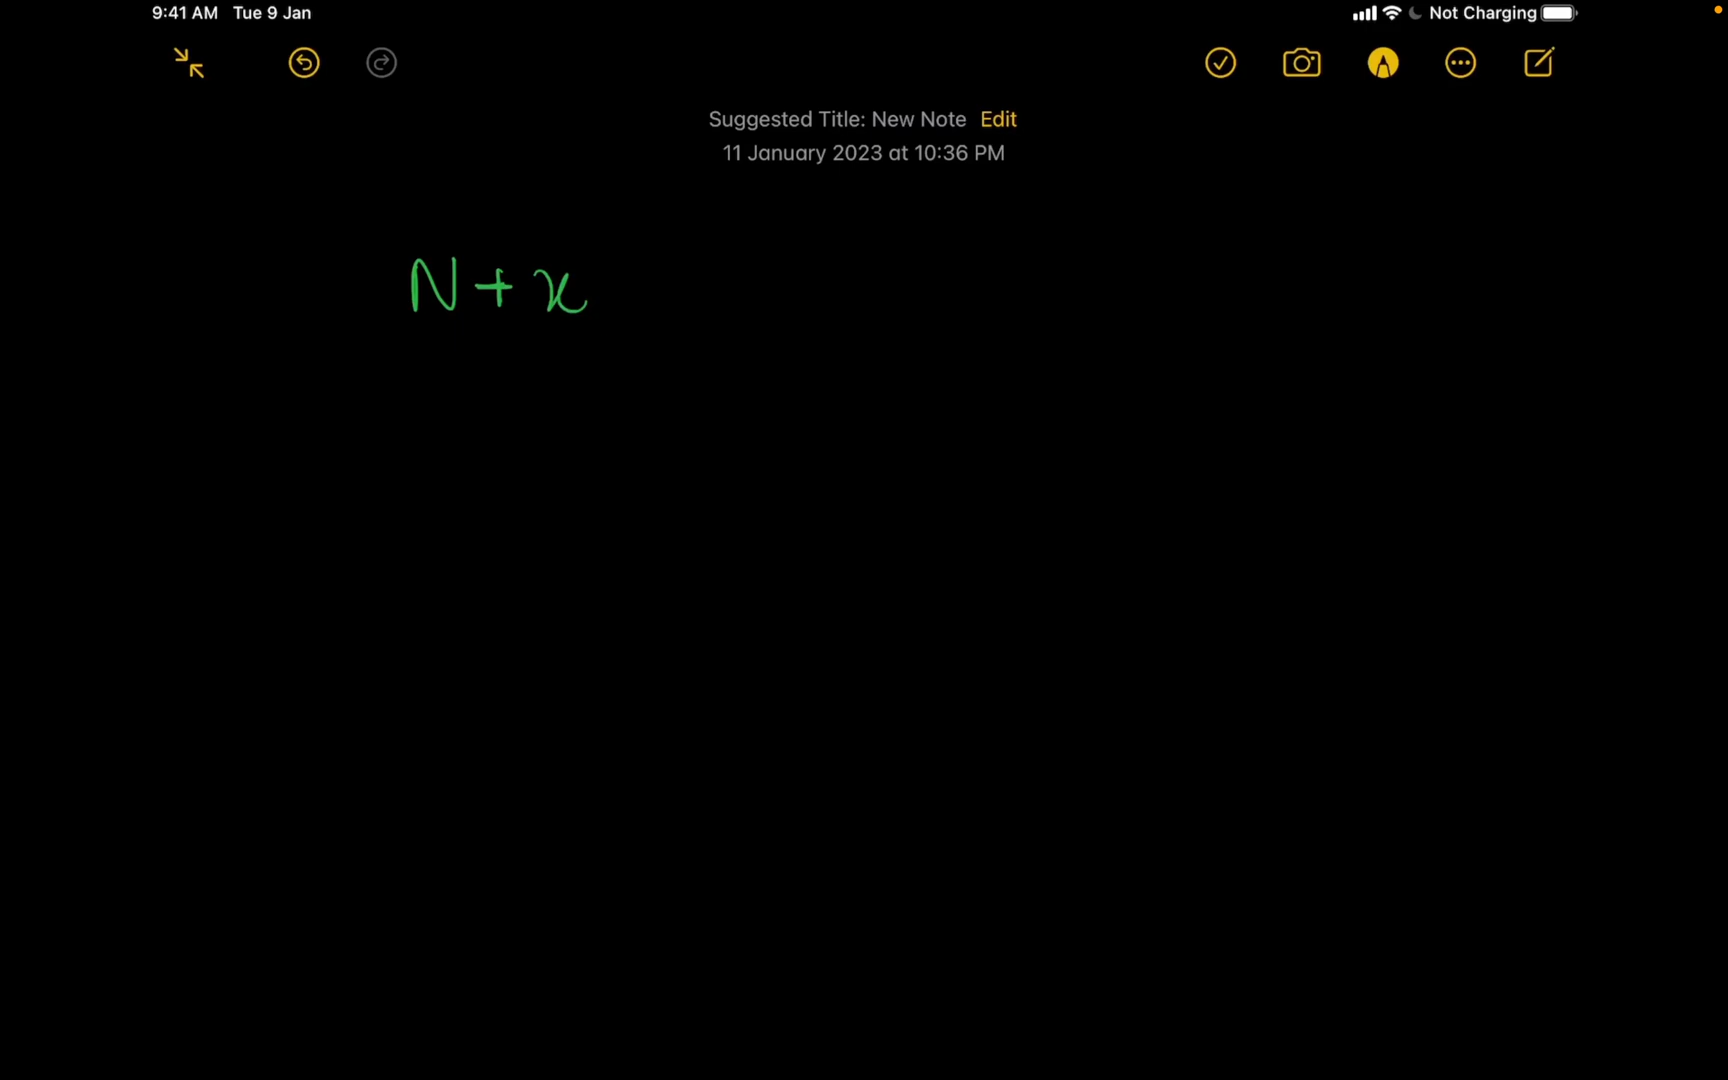 9:41 AM Tue 9 Jan Not Charging
Suggested Title: New Note Edit
11 January 2023 at 10:36 PM
N + x